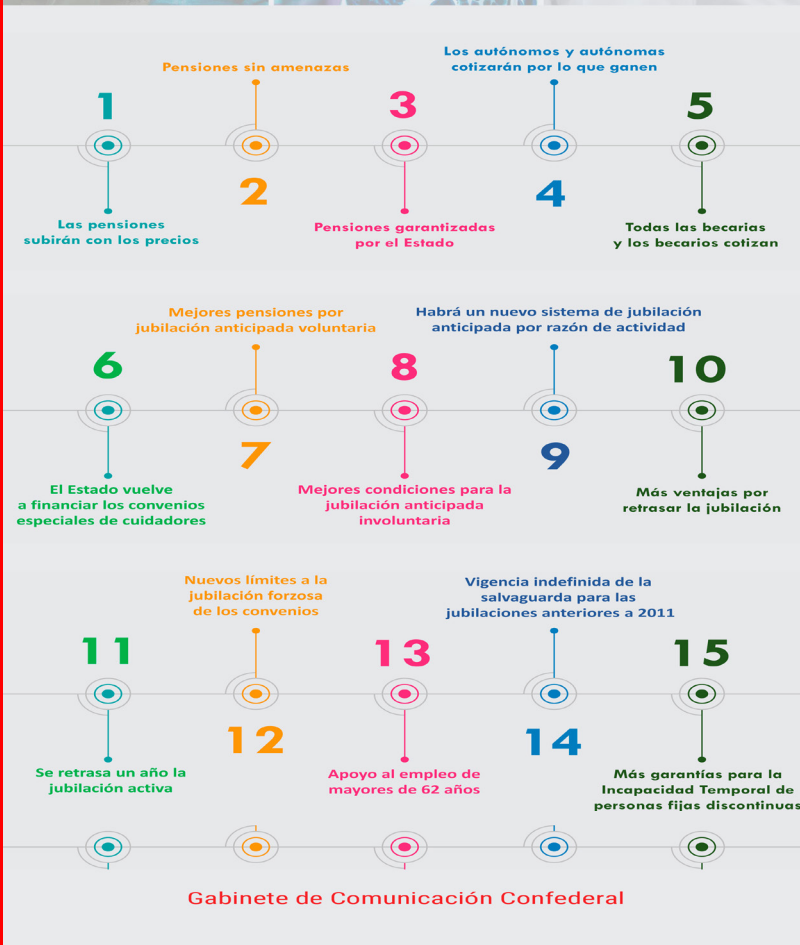 1
Las pensiones
subirán con los precios
Pensiones sin amenazas
2
3
Pensiones garantizadas
por el Estado
Los autónomos y autónomas
cotizarán por lo que ganen
4
5
Todas las becarias
y los becarios cotizan
6
El Estado vuelve
a financiar los convenios
especiales de cuidadores
Mejores pensiones por
jubilación anticipada voluntaria
7
8
Mejores condiciones para la
jubilación anticipada
involuntaria
Habrá un nuevo sistema de jubilación
anticipada por razón de actividad
9
10
Más ventajas por
retrasar la jubilación
11
Se retrasa un año la
jubilación activa
Nuevos límites a la
jubilación forzosa
de los convenios
12
13
Apoyo al empleo de
mayores de 62 años
Vigencia indefinida de la
salvaguarda para las
jubilaciones anteriores a 2011
14
15
Más garantías para la
Incapacidad Temporal de
personas fijas discontinuas
Gabinete de Comunicación Confederal